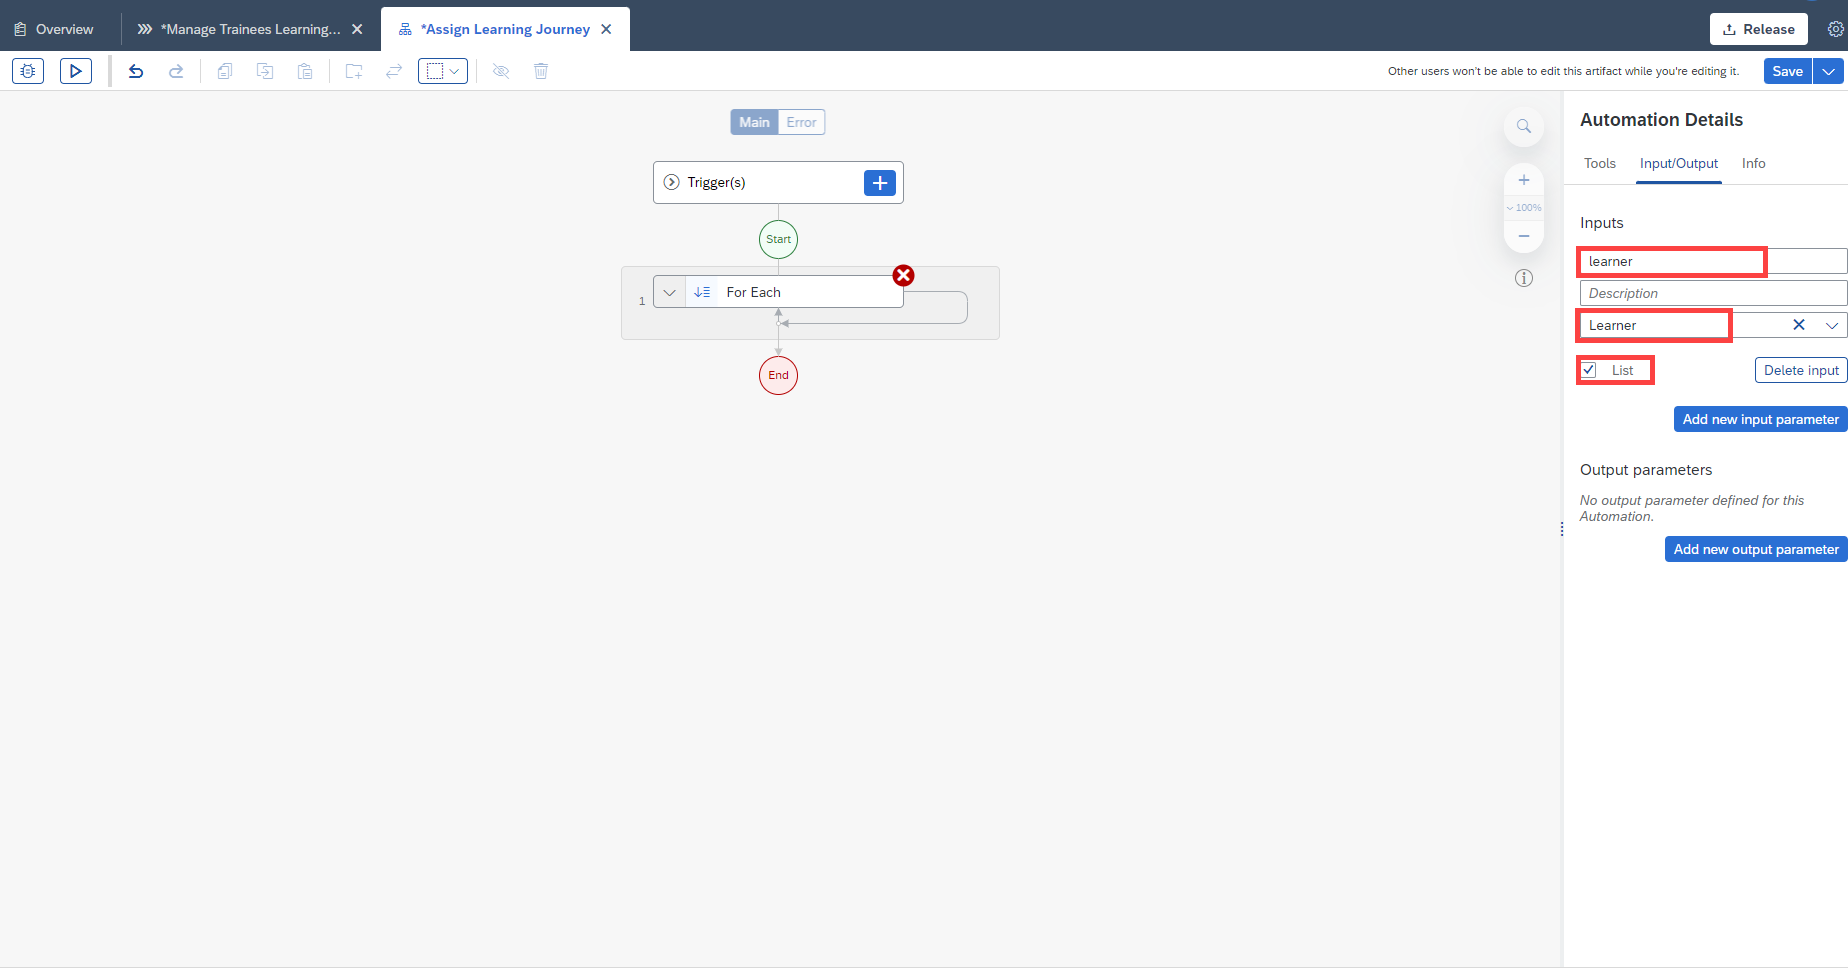 Overview
*Manage Trainees Learning...
*Assign Learning Journey
Release
Other users won't be able to edit this artifact while you're editing it.
Save
Main
Error
Trigger(s)
Start
1
For Each
End
100%
Automation Details
Tools
Input/Output
Info
Inputs
learner
Description
Learner
List
Delete input
Add new input parameter
Output parameters
No output parameter defined for this
Automation.
Add new output parameter